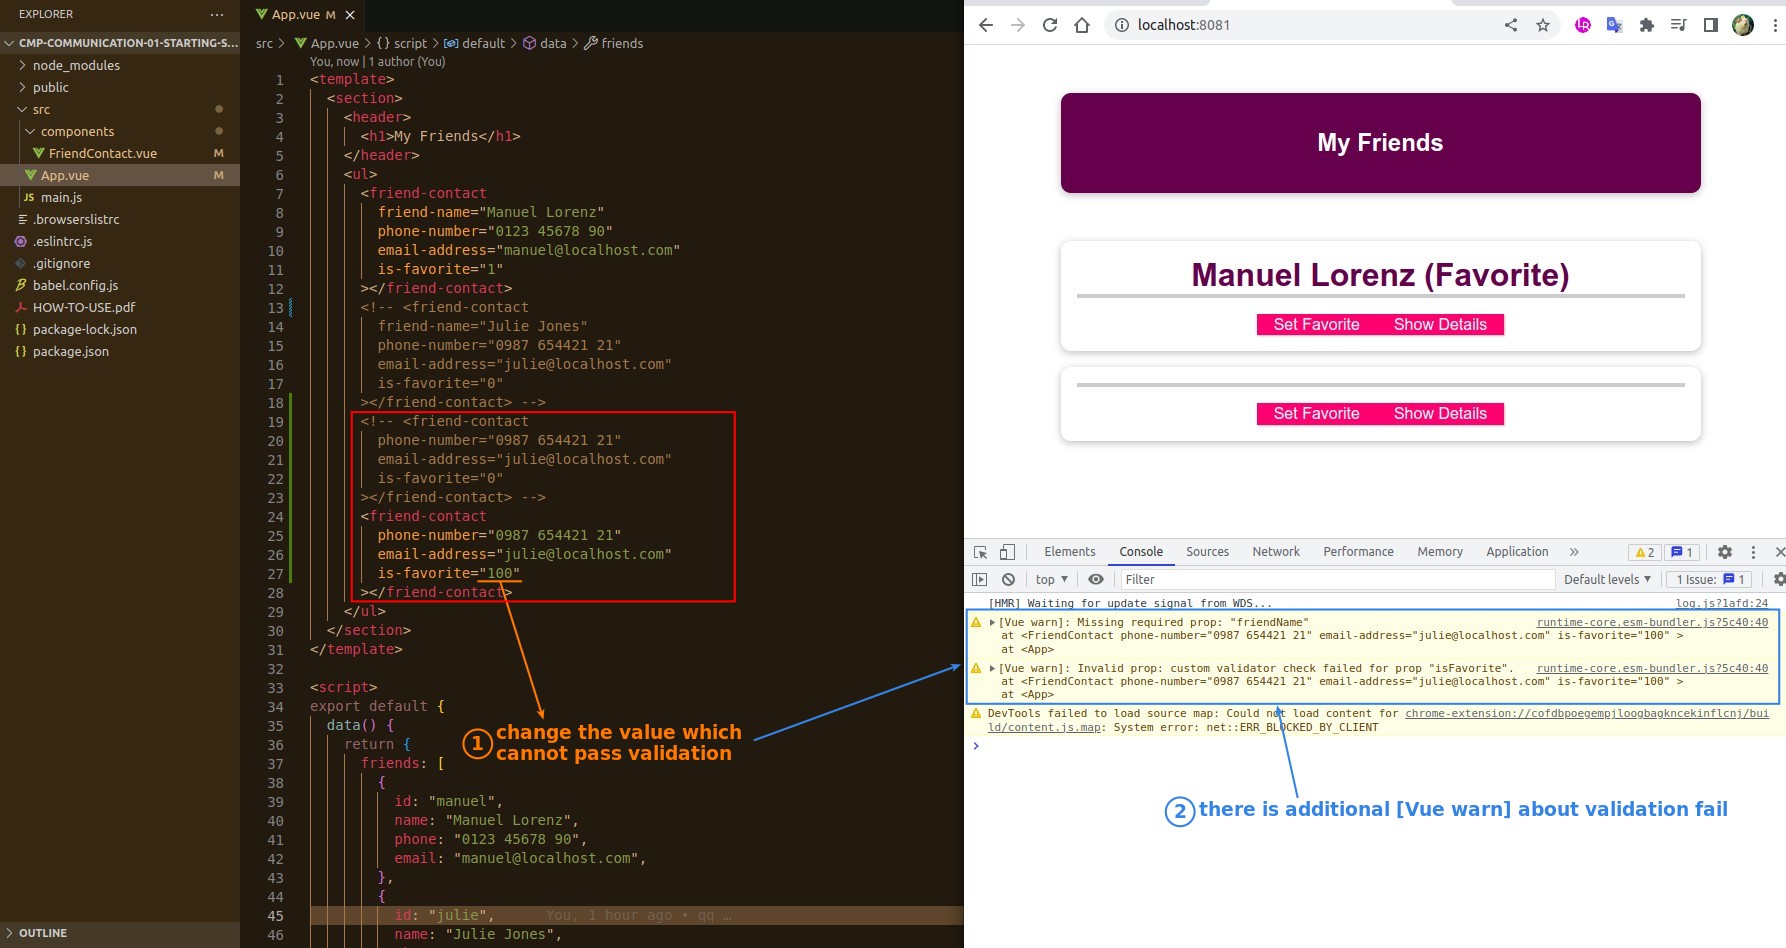 EXPLORER
CMP-COMMUNICATION-01-STARTING-S...
node_modules
public
src
components
FriendContact.vue M
App.vue M
main.js
.browserslistrc
.eslintrc.js
.gitignore
babel.config.js
HOW-TO-USE.pdf
package-lock.json
package.json
OUTLINE
App.vue M
src > App.vue > {} script > default > data > friends
You, now | 1 author (You)
1 <template>
2 <section>
3 <header>
4 <h1>My Friends</h1>
5 </header>
6 <ul>
7 <friend-contact
8 friend-name="Manuel Lorenz"
9 phone-number="0123 45678 90"
10 email-address="manuel@localhost.com"
11 is-favorite="1"
12 ></friend-contact>
13 <!-- <friend-contact
14 friend-name="Julie Jones"
15 phone-number="0987 654421 21"
16 email-address="julie@localhost.com"
17 is-favorite="0"
18 ></friend-contact> -->
19 <!-- <friend-contact
20 phone-number="0987 654421 21"
21 email-address="julie@localhost.com"
22 is-favorite="0"
23 ></friend-contact> -->
24 <friend-contact
25 phone-number="0987 654421 21"
26 email-address="julie@localhost.com"
27 is-favorite="100"
28 ></friend-contact>
29 </ul>
30 </section>
31 </template>
32
33 <script>
34 export default {
35 data() {
36 return {
37 friends: [
38 {
39 id: "manuel",
40 name: "Manuel Lorenz",
41 phone: "0123 45678 90",
42 email: "manuel@localhost.com",
43 },
44 {
45 id: "julie", You, 1 hour ago • qq …
46 name: "Julie Jones",
1 change the value which
cannot pass validation
localhost:8081
My Friends
Manuel Lorenz (Favorite)
Set Favorite Show Details
Set Favorite Show Details
Elements Console Sources Network Performance Memory Application » 2 1
top Filter Default levels 1 Issue: 1
[HMR] Waiting for update signal from WDS... log.js?1afd:24
[Vue warn]: Missing required prop: "friendName" runtime-core.esm-bundler.js?5c40:40
at <FriendContact phone-number="0987 654421 21" email-address="julie@localhost.com" is-favorite="100" >
at <App>
[Vue warn]: Invalid prop: custom validator check failed for prop "isFavorite". runtime-core.esm-bundler.js?5c40:40
at <FriendContact phone-number="0987 654421 21" email-address="julie@localhost.com" is-favorite="100" >
at <App>
DevTools failed to load source map: Could not load content for chrome-extension://cofdbpoegempjloogbagkncekinflcnj/bui
ld/content.js.map: System error: net::ERR_BLOCKED_BY_CLIENT
2 there is additional [Vue warn] about validation fail